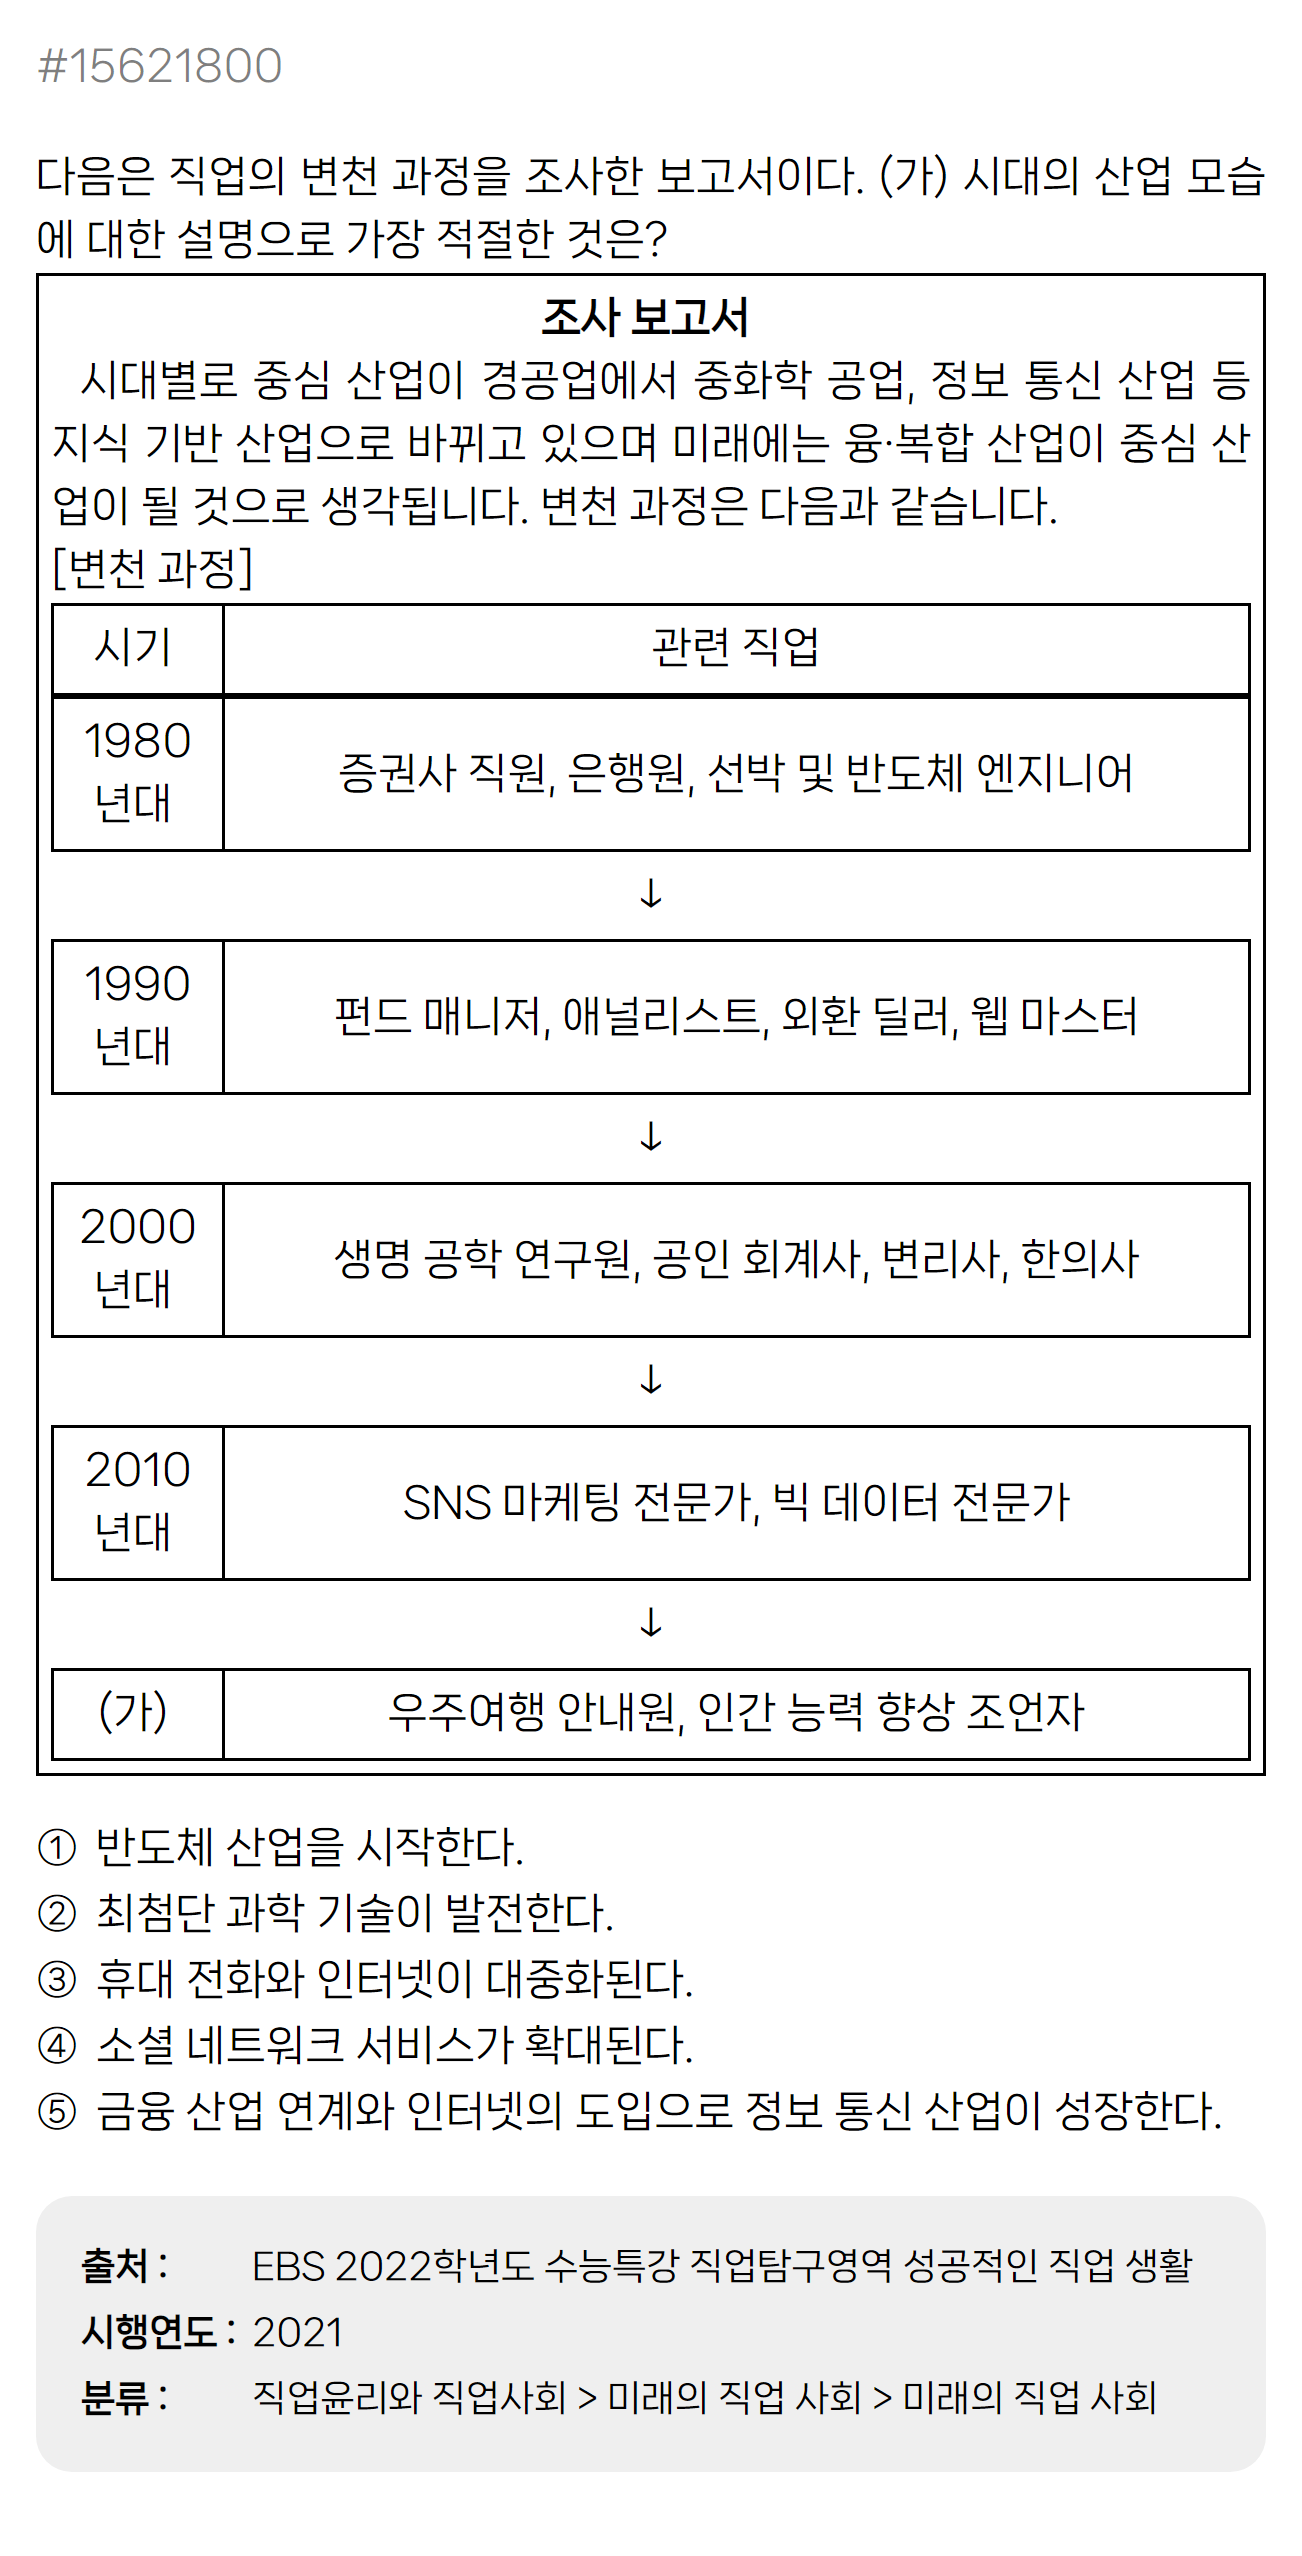 #15621800
다음은 직업의 변천 과정을 조사한 보고서이다. (가) 시대의 산업 모습
에 대한 설명으로 가장 적절한 것은?
조사 보고서
시대별로 중심 산업이 경공업에서 중화학 공업, 정보 통신 산업 등
지식 기반 산업으로 바뀌고 있으며 미래에는 융·복합 산업이 중심 산
업이 될 것으로 생각됩니다. 변천 과정은 다음과 같습니다.
[변천 과정]
시기 관련 직업
1980
년대
증권사 직원, 은행원, 선박 및 반도체 엔지니어
↓
1990
년대
펀드 매니저, 애널리스트, 외환 딜러, 웹 마스터
↓
2000
년대
생명 공학 연구원, 공인 회계사, 변리사, 한의사
↓
2010
년대
SNS 마케팅 전문가, 빅 데이터 전문가
↓
(가) 우주여행 안내원, 인간 능력 향상 조언자
① 반도체 산업을 시작한다.
② 최첨단 과학 기술이 발전한다.
③ 휴대 전화와 인터넷이 대중화된다.
④ 소셜 네트워크 서비스가 확대된다.
⑤ 금융 산업 연계와 인터넷의 도입으로 정보 통신 산업이 성장한다.
출처 : EBS 2022학년도 수능특강 직업탐구영역 성공적인 직업 생활
시행연도 : 2021
분류 : 직업윤리와 직업사회 > 미래의 직업 사회 > 미래의 직업 사회